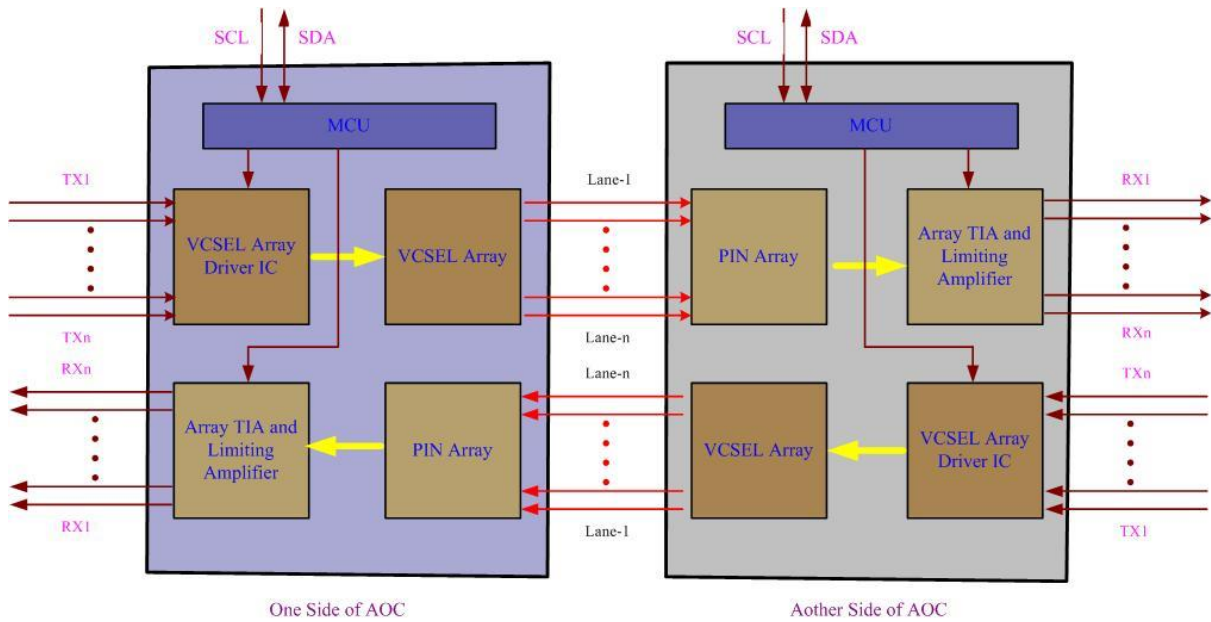 SCL
SDA
SCL
SDA
MCU
MCU
TX1
Lane-1
RX1
VCSEL Array
Driver IC
VCSEL Array
PIN Array
Array TIA and
Limiting
Amplifier
TXn
Lane-n
RXn
RXn
Lane-n
TXn
Array TIA and
Limiting
Amplifier
PIN Array
VCSEL Array
VCSEL Array
Driver IC
RX1
Lane-1
TX1
One Side of AOC
Aother Side of AOC